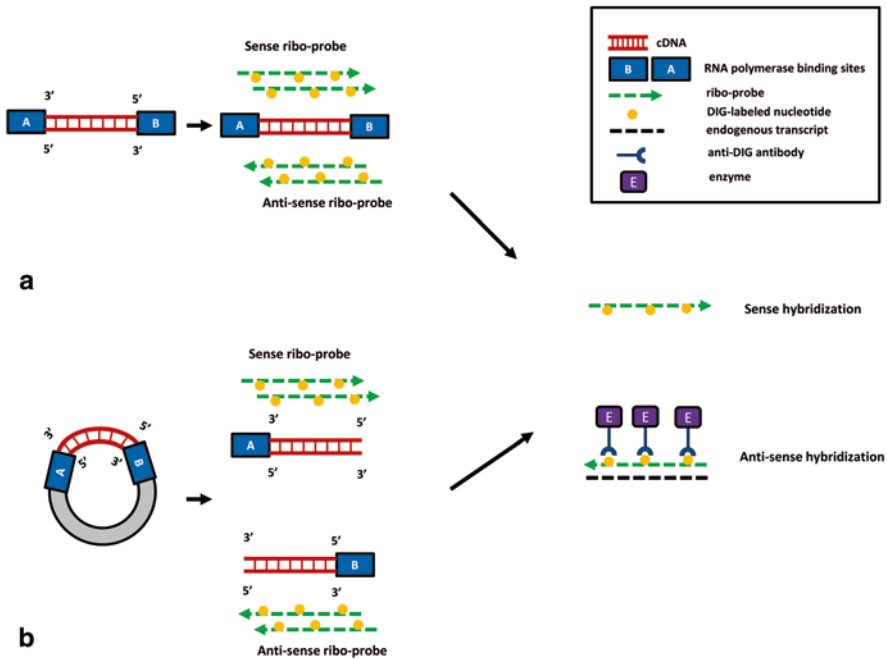 Sense ribo-probe
3’ 5’
A B
5’ 3’
A B
Anti-sense ribo-probe
a
cDNA
B A RNA polymerase binding sites
ribo-probe
DIG-labeled nucleotide
endogenous transcript
anti-DIG antibody
E enzyme
Sense hybridization
E E E
Anti-sense hybridization
Sense ribo-probe
3’ 5’
A
5’ 3’
3’ 5’
A 5’ 3’ B
3’ 5’
B
5’ 3’
Anti-sense ribo-probe
b